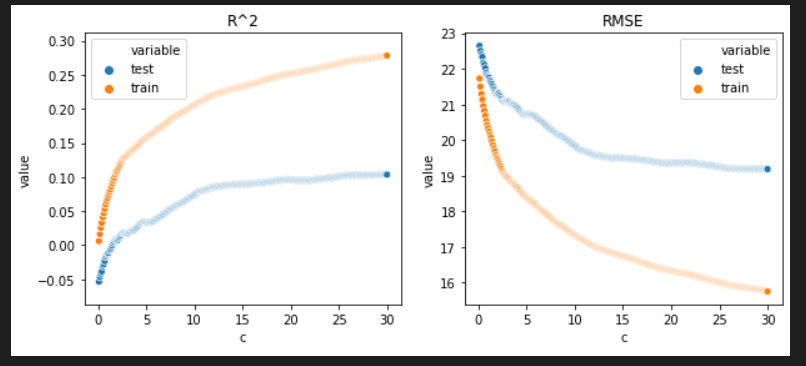 R^2
variable
test
train
0.30
0.25
0.20
0.15
0.10
0.05
0.00
−0.05
value
0 5 10 15 20 25 30
c
RMSE
variable
test
train
23
22
21
20
19
18
17
16
value
0 5 10 15 20 25 30
c